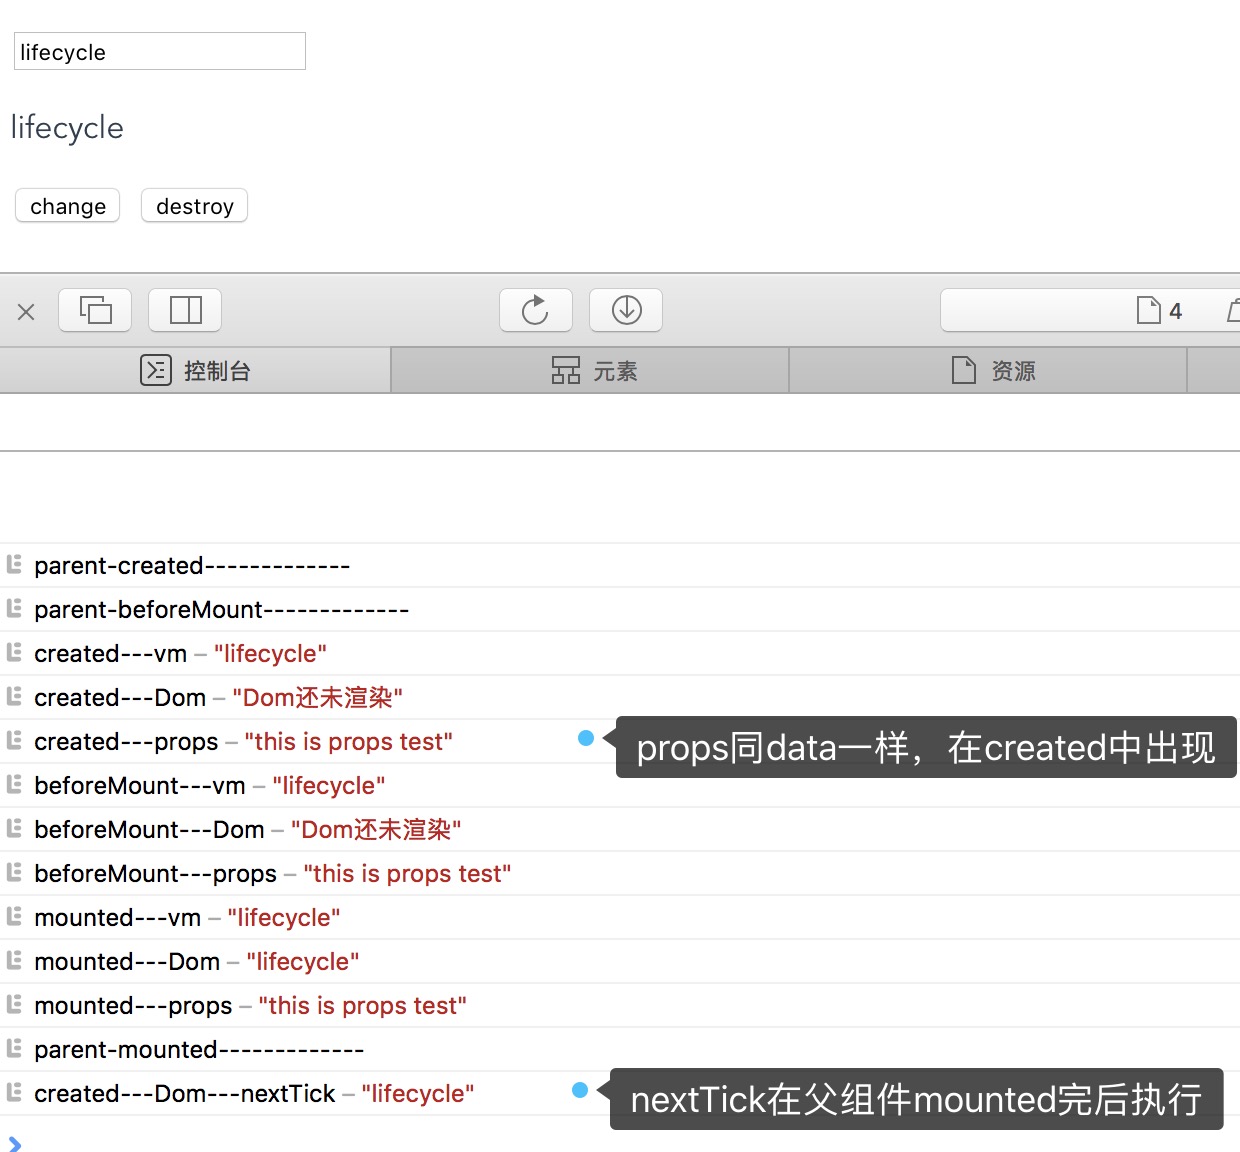 lifecycle
lifecycle
change destroy
4
控制台 元素 资源
parent-created-------------
parent-beforeMount-------------
created---vm – "lifecycle"
created---Dom – "Dom还未渲染"
created---props – "this is props test"
props同data一样，在created中出现
beforeMount---vm – "lifecycle"
beforeMount---Dom – "Dom还未渲染"
beforeMount---props – "this is props test"
mounted---vm – "lifecycle"
mounted---Dom – "lifecycle"
mounted---props – "this is props test"
parent-mounted-------------
created---Dom---nextTick – "lifecycle"
nextTick在父组件mounted完后执行